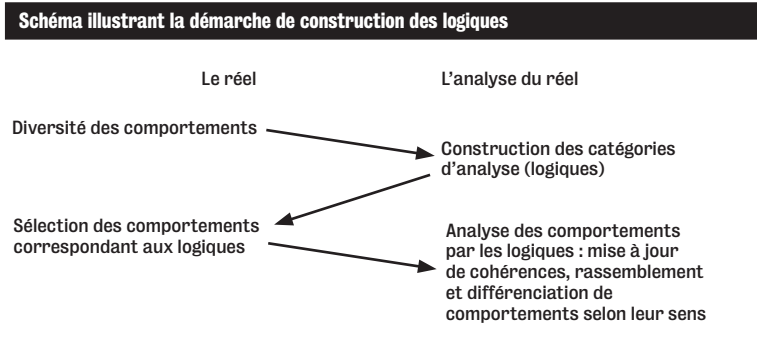 Schéma illustrant la démarche de construction des logiques
Le réel
L’analyse du réel
Diversité des comportements
Construction des catégories
d’analyse (logiques)
Sélection des comportements
correspondant aux logiques
Analyse des comportements
par les logiques : mise à jour
de cohérences, rassemblement
et différenciation de
comportements selon leur sens